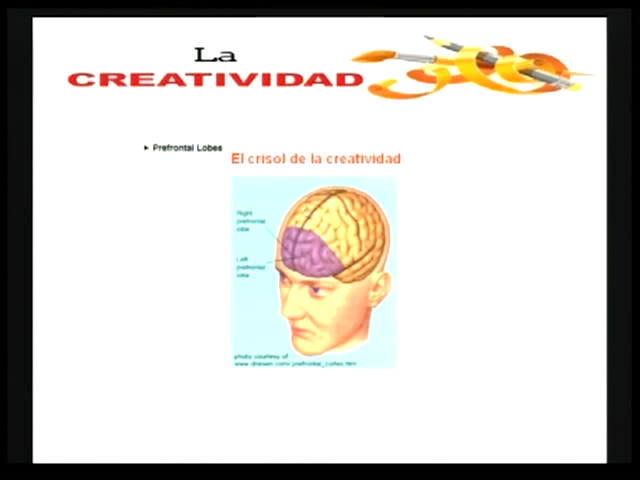 La
CREATIVIDAD
Prefrontal Lobes
El crisol de la creatividad
Right
prefrontal
lobe
Left
prefrontal
lobe
photo courtesy of